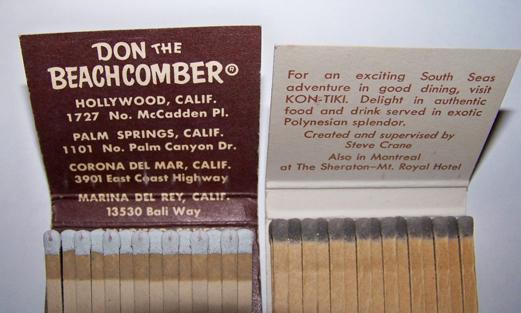 DON THE
BEACHCOMBER®
HOLLYWOOD, CALIF.
1727 No. McCadden Pl.
PALM SPRINGS, CALIF.
1101 No. Palm Canyon Dr.
CORONA DEL MAR, CALIF.
3901 East Coast Highway
MARINA DEL REY, CALIF.
13530 Bali Way
For an exciting South Seas
adventure in good dining, visit
KON-TIKI. Delight in authentic
food and drink served in exotic
Polynesian splendor.
Created and supervised by
Steve Crane
Also in Montreal
at The Sheraton-Mt. Royal Hotel